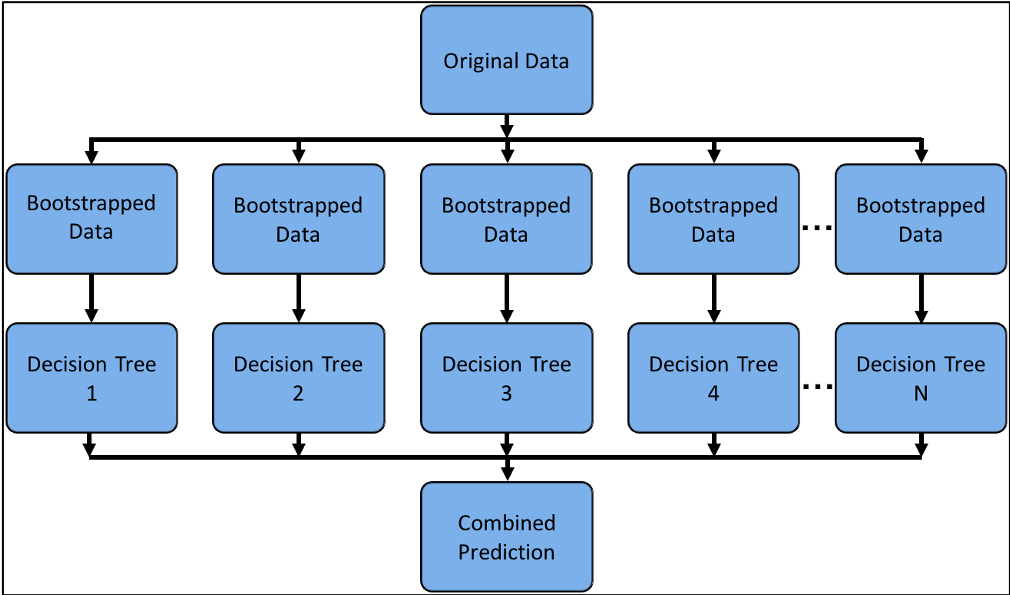 Original Data
Bootstrapped
Data
Bootstrapped
Data
Bootstrapped
Data
Bootstrapped
Data
...
Bootstrapped
Data
Decision Tree
1
Decision Tree
2
Decision Tree
3
Decision Tree
4
...
Decision Tree
N
Combined
Prediction